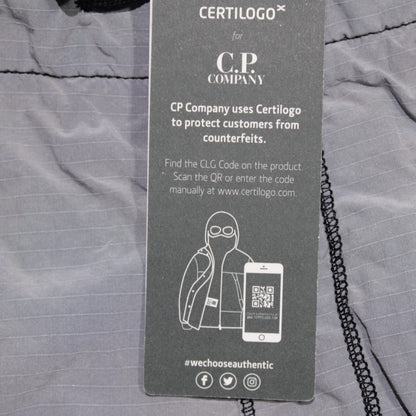 CERTILOGO
for
C.P.
COMPANY
CP Company uses Certilogo
to protect customers from
counterfeits.
Find the CLG Code on the product.
Scan the QR or enter the code
manually at www.certilogo.com.
#wechooseauthentic